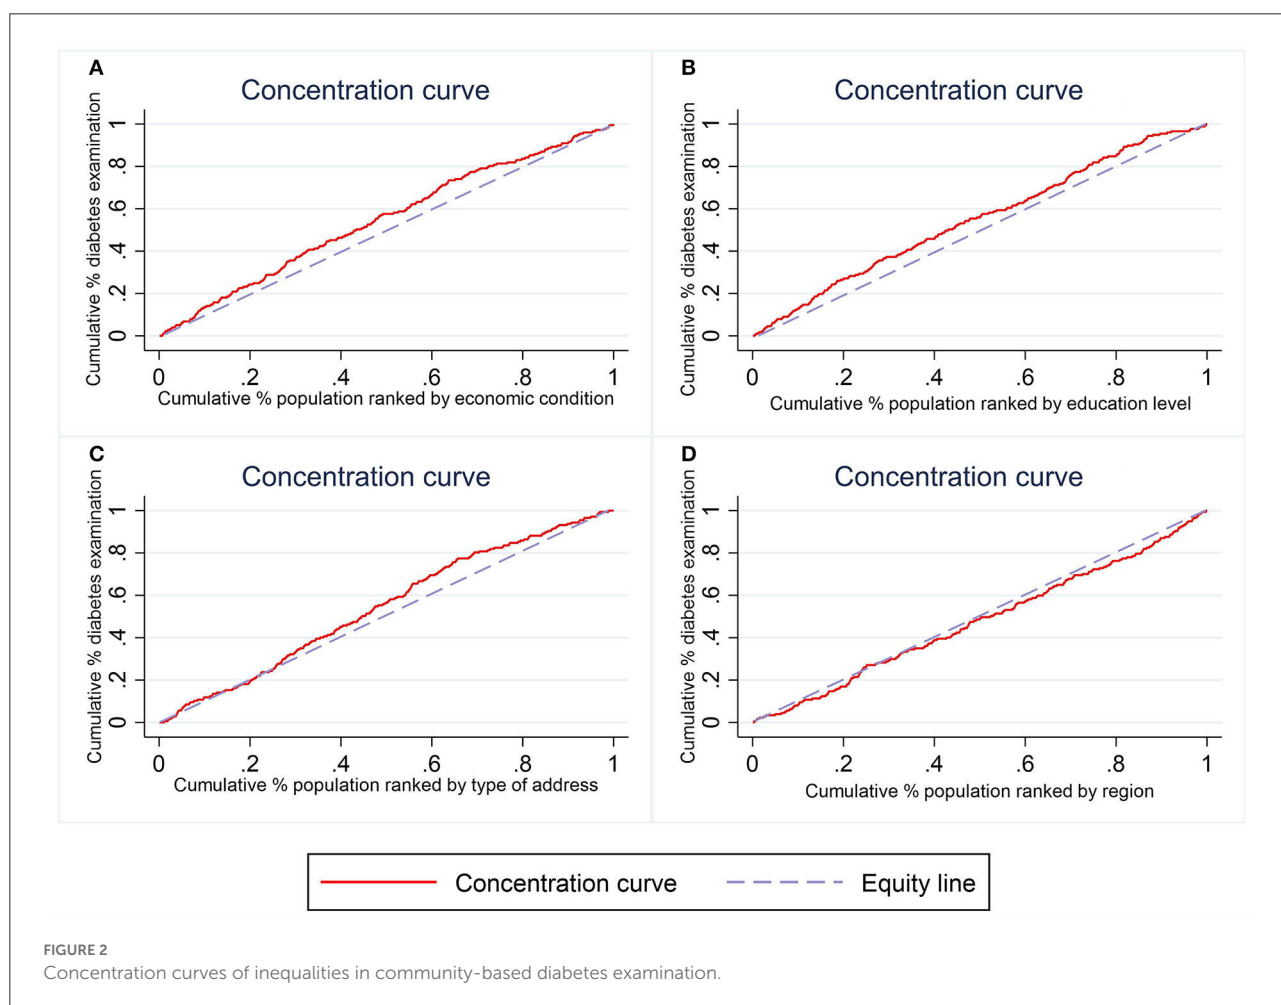 A
Concentration curve
Cumulative % diabetes examination
1
.8
.6
.4
.2
0
0 .2 .4 .6 .8 1
Cumulative % population ranked by economic condition
B
Concentration curve
Cumulative % diabetes examination
1
.8
.6
.4
.2
0
0 .2 .4 .6 .8 1
Cumulative % population ranked by education level
C
Concentration curve
Cumulative % diabetes examination
1
.8
.6
.4
.2
0
0 .2 .4 .6 .8 1
Cumulative % population ranked by type of address
D
Concentration curve
Cumulative % diabetes examination
1
.8
.6
.4
.2
0
0 .2 .4 .6 .8 1
Cumulative % population ranked by region
Concentration curve Equity line
FIGURE 2
Concentration curves of inequalities in community-based diabetes examination.